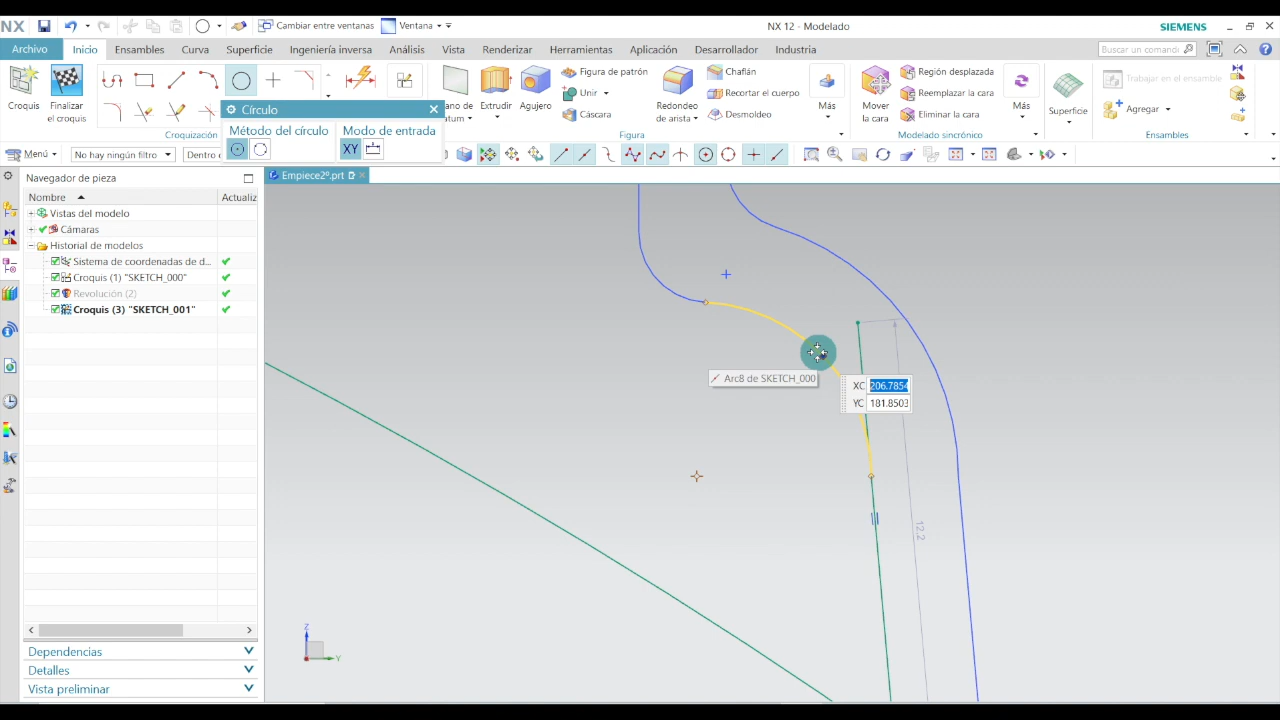 NX
Cambiar entre ventanas
Ventana
NX 12 - Modelado
SIEMENS
Archivo
Inicio
Ensambles
Curva
Superficie
Ingeniería inversa
Análisis
Vista
Renderizar
Herramientas
Aplicación
Desarrollador
Industria
Buscar un comando
Croquis
Finalizar
el croquis
Croquización
Círculo
Método del círculo
Modo de entrada
XY
Extrudir
Agujero
Figura de patrón
Unir
Cáscara
Redondeo
de arista
Chaflán
Recortar el cuerpo
Desmoldeo
Más
Figura
Mover
la cara
Región desplazada
Reemplazar la cara
Eliminar la cara
Más
Modelado sincrónico
Superficie
Trabajar en el ensamble
Agregar
Ensambles
Menú
No hay ningún filtro
Dentro
Navegador de pieza
Nombre
Actualiz
Vistas del modelo
Cámaras
Historial de modelos
Sistema de coordenadas de d...
Croquis (1) "SKETCH_000"
Revolución (2)
Croquis (3) "SKETCH_001"
Dependencias
Detalles
Vista preliminar
Empiece2º.prt
Arc8 de SKETCH_000
XC 206.7854
YC 181.8503
12,2
Z
Y